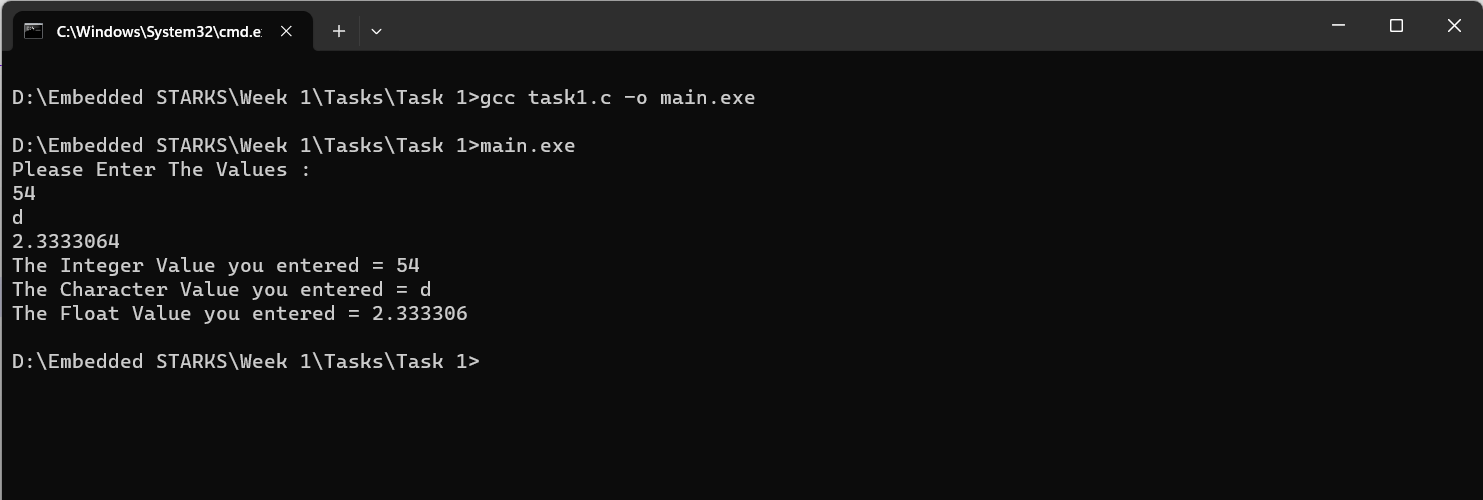 C:\Windows\System32\cmd.e
D:\Embedded STARKS\Week 1\Tasks\Task 1>gcc task1.c -o main.exe
D:\Embedded STARKS\Week 1\Tasks\Task 1>main.exe
Please Enter The Values :
54
d
2.3333064
The Integer Value you entered = 54
The Character Value you entered = d
The Float Value you entered = 2.333306
D:\Embedded STARKS\Week 1\Tasks\Task 1>